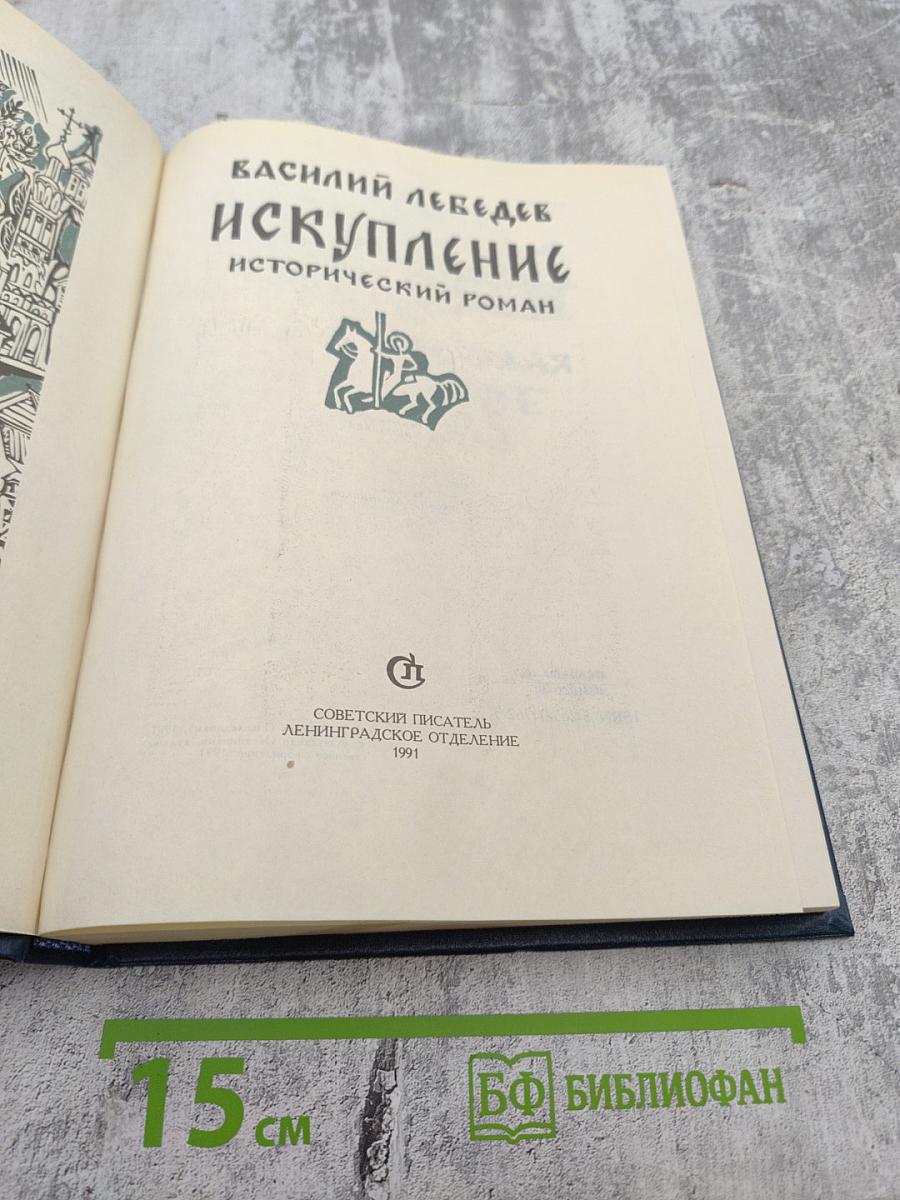 ВАСИЛИЙ ЛЕБЕДЕВ
ИСКУПЛЕНИЕ
ИСТОРИЧЕСКИЙ РОМАН
СП
СОВЕТСКИЙ ПИСАТЕЛЬ
ЛЕНИНГРАДСКОЕ ОТДЕЛЕНИЕ
1991
15 см
БФ БИБЛИОФАН